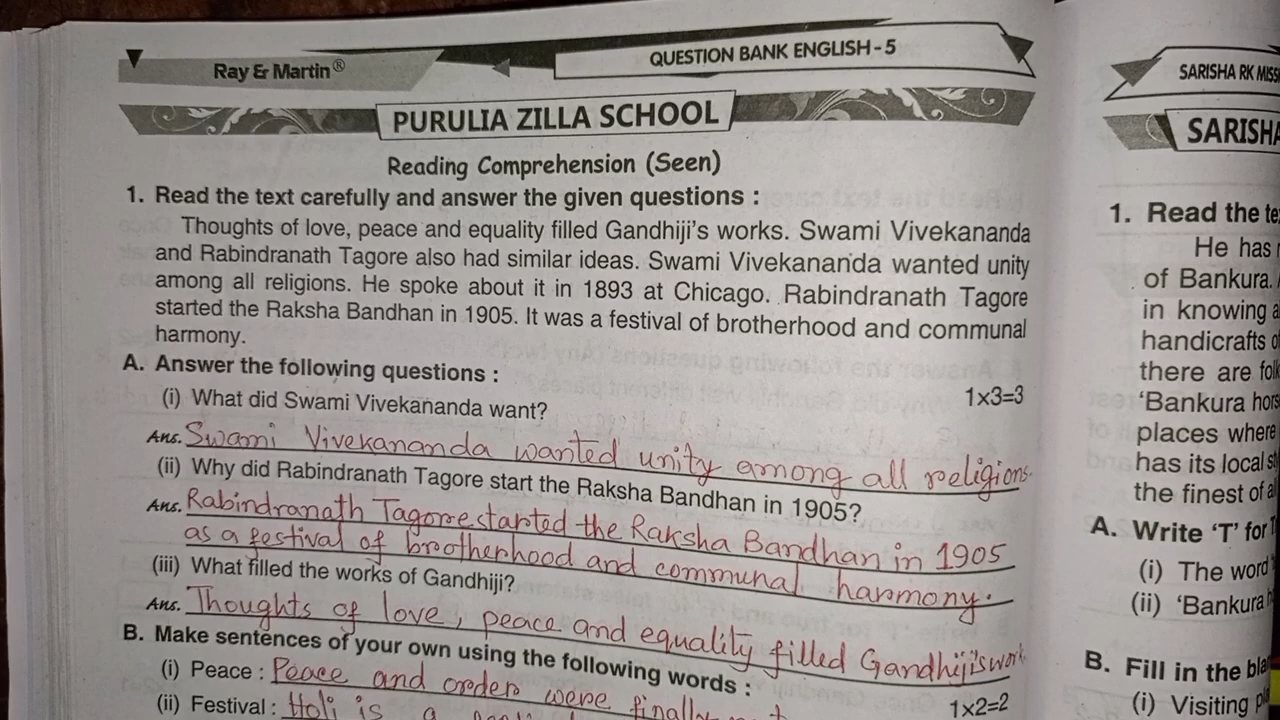 Ray & Martin®
QUESTION BANK ENGLISH - 5
PURULIA ZILLA SCHOOL
Reading Comprehension (Seen)
1. Read the text carefully and answer the given questions :
Thoughts of love, peace and equality filled Gandhiji's works. Swami Vivekananda
and Rabindranath Tagore also had similar ideas. Swami Vivekananda wanted unity
among all religions. He spoke about it in 1893 at Chicago. Rabindranath Tagore
started the Raksha Bandhan in 1905. It was a festival of brotherhood and communal
harmony.
A. Answer the following questions :
1x3=3
(i) What did Swami Vivekananda want?
Ans. Swami Vivekananda wanted unity among all religions.
(ii) Why did Rabindranath Tagore start the Raksha Bandhan in 1905?
Ans. Rabindranath Tagore started the Raksha Bandhan in 1905
as a festival of brotherhood and communal harmony.
(iii) What filled the works of Gandhiji?
Ans. Thoughts of love, peace and equality filled Gandhiji's work
B. Make sentences of your own using the following words :
1x2=2
(i) Peace : Peace and order were finally
(ii) Festival : Holi is a
SARISHA RK MISS
SARISHA
1. Read the te
He has
of Bankura.
in knowing a
handicrafts o
there are folk
'Bankura hors
places where
has its local
the finest of al
A. Write 'T' for
(i) The word
(ii) 'Bankura
B. Fill in the bla
(i) Visiting